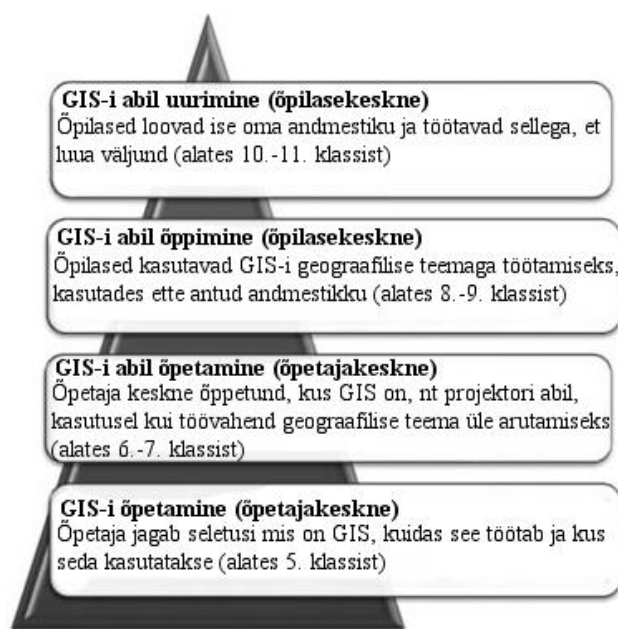 GIS-i abil uurimine (õpilasekeskne)
Õpilased loovad ise oma andmestiku ja töötavad sellega, et
luua väljund (alates 10.-11. klassist)
GIS-i abil õppimine (õpilasekeskne)
Õpilased kasutavad GIS-i geograafilise teemaga töötamiseks,
kasutades ette antud andmestikku (alates 8.-9. klassist)
GIS-i abil õpetamine (õpetajakeskne)
Õpetaja keskne õppetund, kus GIS on, nt projektori abil,
kasutusel kui töövahend geograafilise teema üle arutamiseks
(alates 6.-7. klassist)
GIS-i õpetamine (õpetajakeskne)
Õpetaja jagab seletusi mis on GIS, kuidas see töötab ja kus
seda kasutatakse (alates 5. klassist)